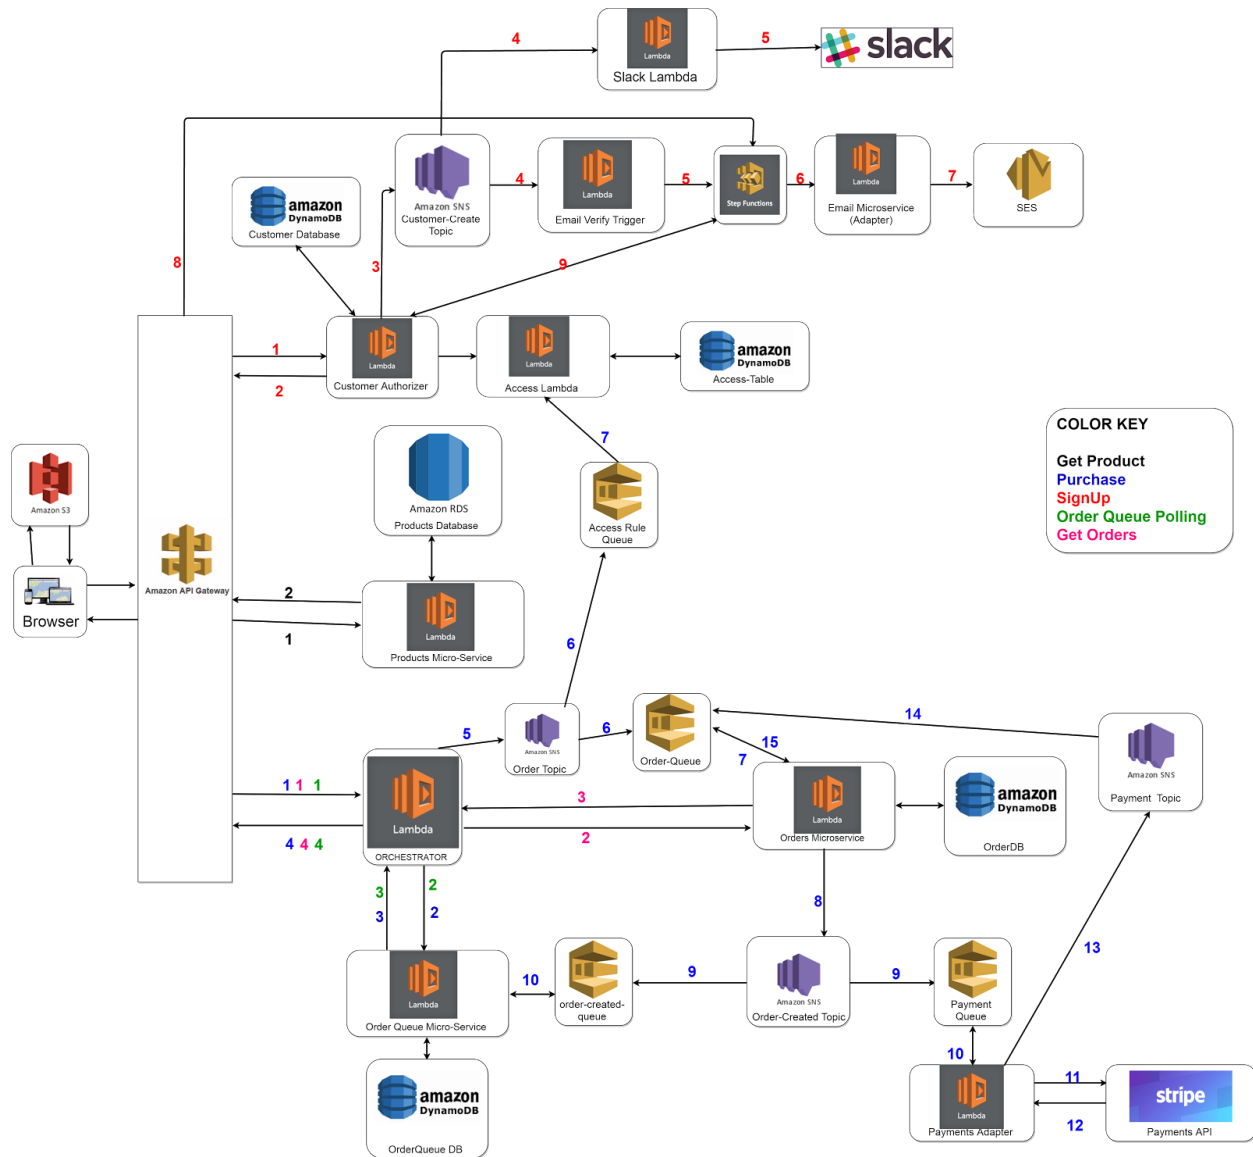 4
Lambda
Slack Lambda
5
slack
8
3
Amazon SNS
Customer-Create
Topic
4
Lambda
Email Verify Trigger
5
Step Functions
6
Lambda
Email Microservice
(Adapter)
7
SES
amazon
DynamoDB
Customer Database
9
1
2
Lambda
Customer Authorizer
Lambda
Access Lambda
amazon
DynamoDB
Access-Table
7
Access Rule
Queue
6
COLOR KEY
Get Product
Purchase
SignUp
Order Queue Polling
Get Orders
Amazon S3
Browser
Amazon API Gateway
Amazon RDS
Products Database
2
1
Lambda
Products Micro-Service
5
Amazon SNS
Order Topic
6
Order-Queue
14
15
7
Amazon SNS
Payment Topic
1 1 1
4 4 4
Lambda
ORCHESTRATOR
3
2
Lambda
Orders Microservice
amazon
DynamoDB
OrderDB
3
3
2
2
8
13
Lambda
Order Queue Micro-Service
10
order-created-
queue
9
Amazon SNS
Order-Created Topic
9
Payment
Queue
10
amazon
DynamoDB
OrderQueue DB
Lambda
Payments Adapter
11
12
stripe
Payments API